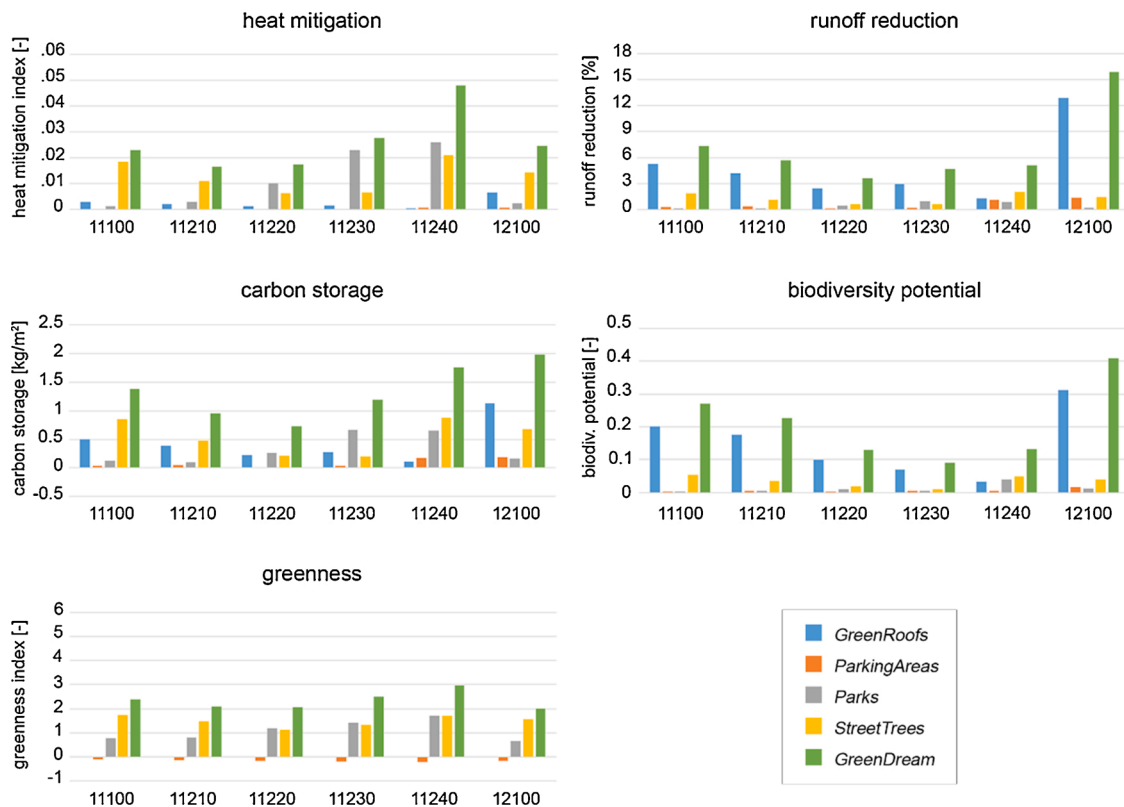 heat mitigation
heat mitigation index [-]
.06
.05
.04
.03
.02
.01
0
11100 11210 11220 11230 11240 12100
runoff reduction
runoff reduction [%]
18
15
12
9
6
3
0
11100 11210 11220 11230 11240 12100
carbon storage
carbon storage [kg/m²]
2.5
2
1.5
1
0.5
0
-0.5
11100 11210 11220 11230 11240 12100
biodiversity potential
biodiv. potential [-]
0.5
0.4
0.3
0.2
0.1
0
11100 11210 11220 11230 11240 12100
greenness
greenness index [-]
6
5
4
3
2
1
0
-1
11100 11210 11220 11230 11240 12100
GreenRoofs
ParkingAreas
Parks
StreetTrees
GreenDream